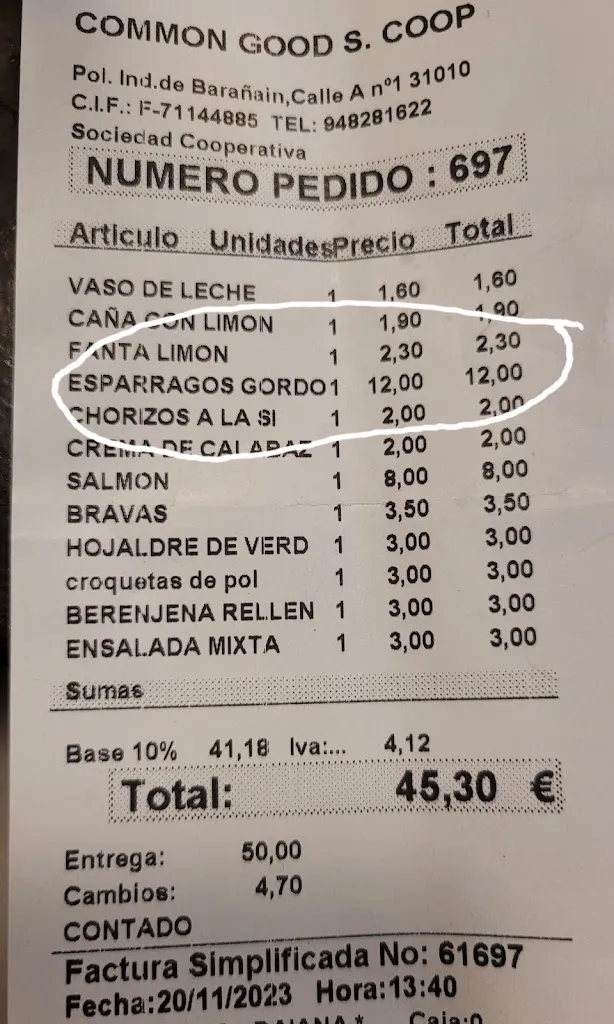 COMMON GOOD S. COOP
Pol. Ind.de Barañain,Calle A nº1 31010
C.I.F.: F-71144885 TEL: 948281622
Sociedad Cooperativa
NUMERO PEDIDO : 697
Articulo Unidades Precio Total
VASO DE LECHE 1 1,60 1,60
CAÑA CON LIMON 1 1,90 1,90
FANTA LIMON 1 2,30 2,30
ESPARRAGOS GORDO 1 12,00 12,00
CHORIZOS A LA SI 1 2,00 2,00
CREMA DE CALABAZ 1 2,00 2,00
SALMON 1 8,00 8,00
BRAVAS 1 3,50 3,50
HOJALDRE DE VERD 1 3,00 3,00
croquetas de pol 1 3,00 3,00
BERENJENA RELLEN 1 3,00 3,00
ENSALADA MIXTA 1 3,00 3,00
Sumas
Base 10% 41,18 Iva:... 4,12
Total: 45,30 €
Entrega: 50,00
Cambios: 4,70
CONTADO
Factura Simplificada No: 61697
Fecha:20/11/2023 Hora:13:40
Caja:0